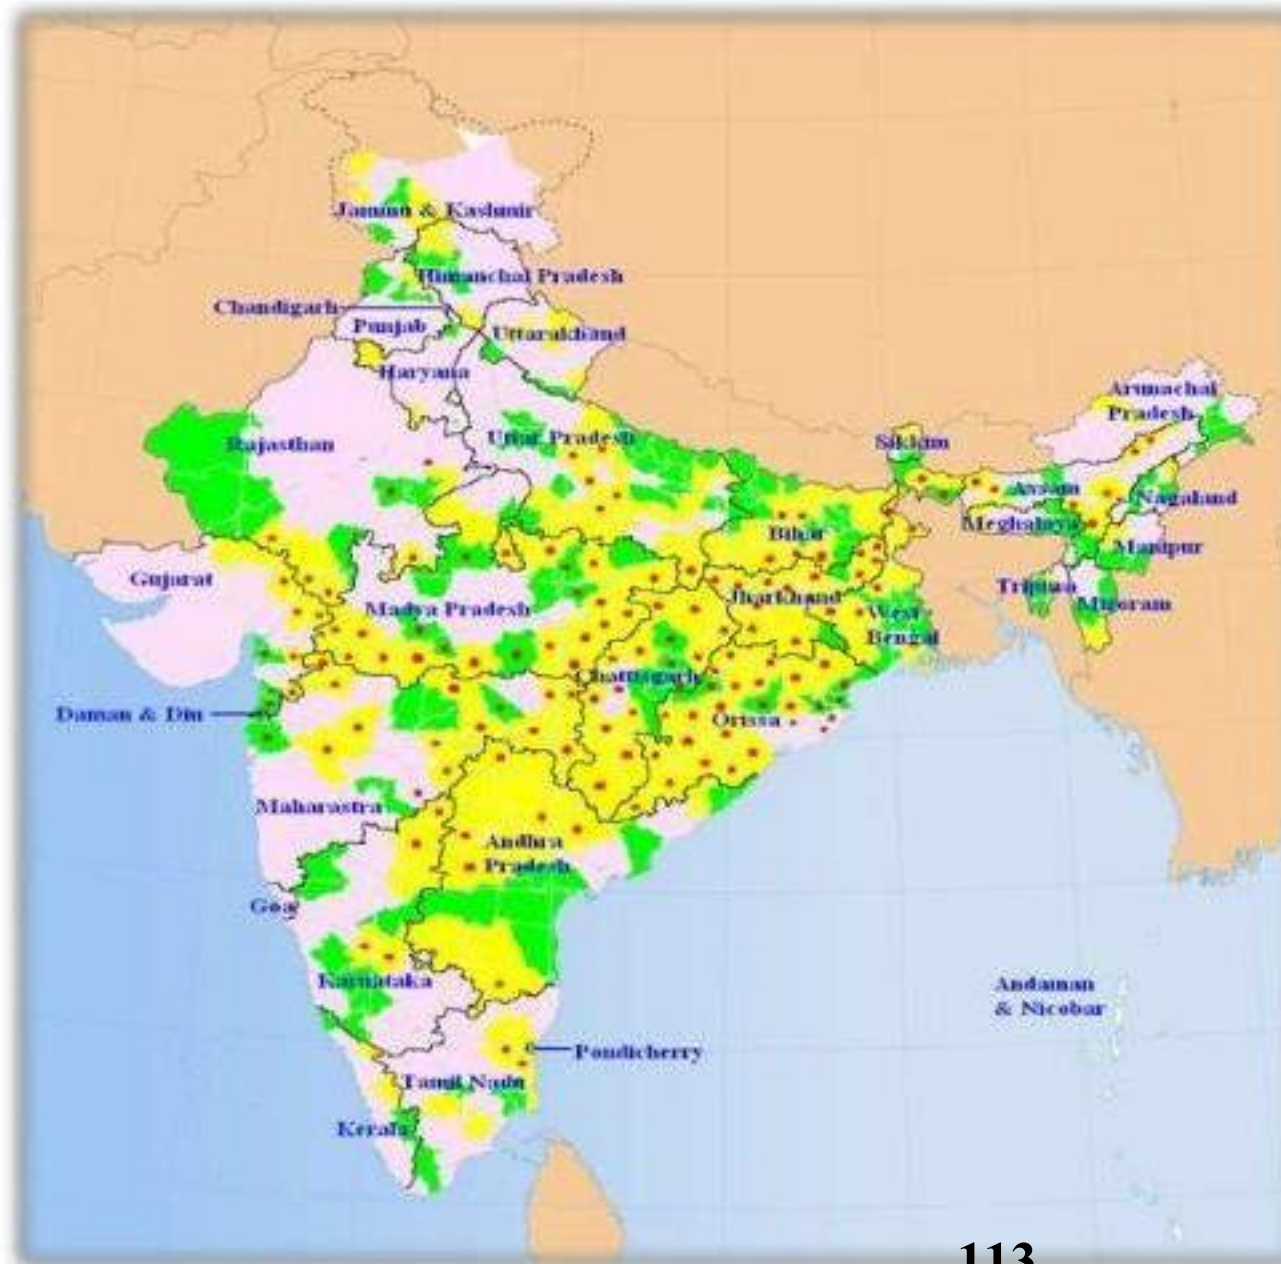 Jammu & Kashmir
Himanchal Pradesh
Chandigarh
Punjab
Uttarakhand
Haryana
Arunachal
Pradesh
Rajasthan
Uttar Pradesh
Sikkim
Assam
Nagaland
Meghalaya
Bihar
Manipur
Gujarat
Tripura
Madya Pradesh
Jharkhand
Mizoram
West
Bengal
Chattisgarh
Daman & Diu
Orissa
Maharastra
Andhra
Pradesh
Goa
Karnataka
Andaman
& Nicobar
Pondicherry
Tamil Nadu
Kerala
113